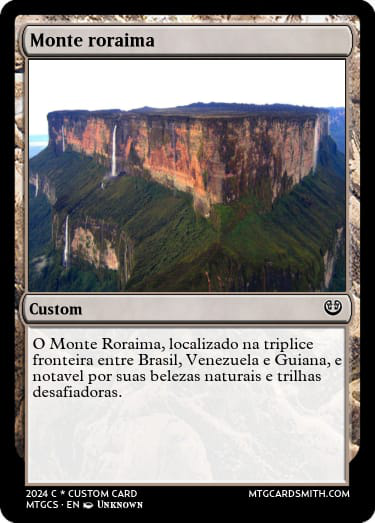 Monte roraima
Custom
O Monte Roraima, localizado na triplice
fronteira entre Brasil, Venezuela e Guiana, e
notavel por suas belezas naturais e trilhas
desafiadoras.
2024 C * CUSTOM CARD
MTGCARDSMITH.COM
MTGCS · EN UNKNOWN